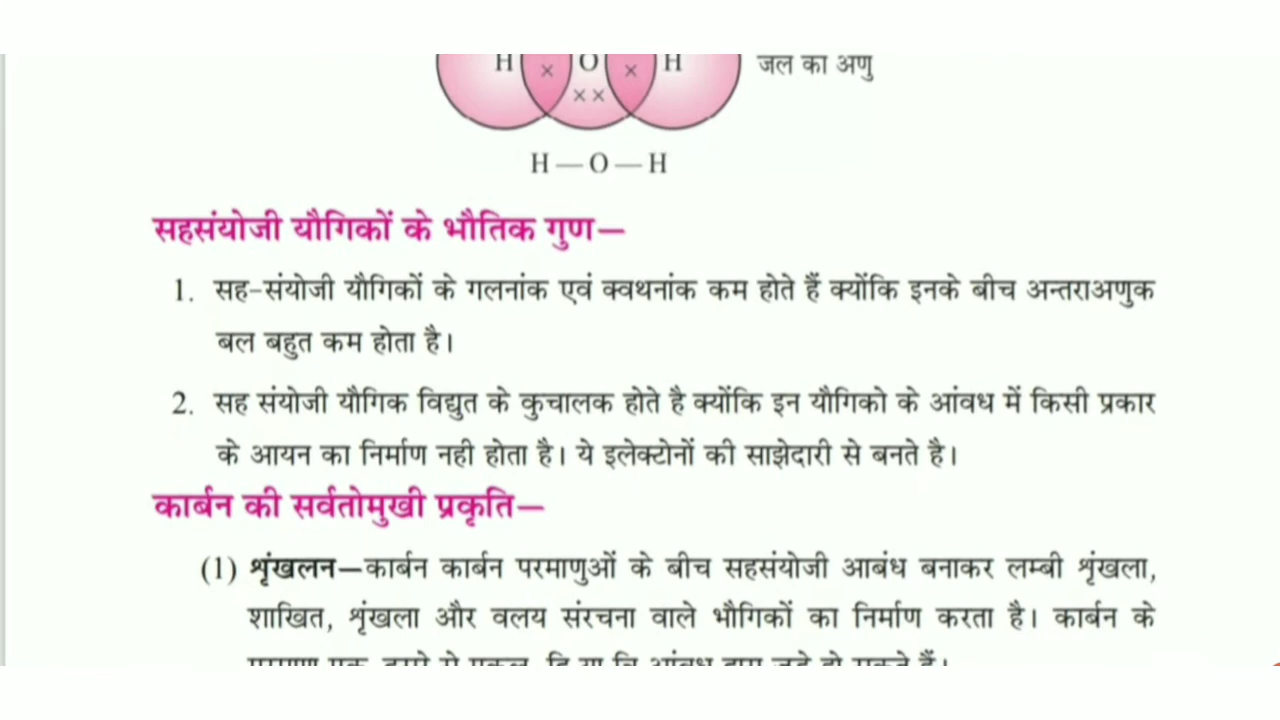 H × O × H जल का अणु
××
H — O — H
सहसंयोजी यौगिकों के भौतिक गुण—
1. सह-संयोजी यौगिकों के गलनांक एवं क्वथनांक कम होते हैं क्योंकि इनके बीच अन्तराअणुक
बल बहुत कम होता है।
2. सह संयोजी यौगिक विद्युत के कुचालक होते है क्योंकि इन यौगिको के आंवध में किसी प्रकार
के आयन का निर्माण नही होता है। ये इलेक्टोनों की साझेदारी से बनते है।
कार्बन की सर्वतोमुखी प्रकृति—
(1) शृंखलन—कार्बन कार्बन परमाणुओं के बीच सहसंयोजी आबंध बनाकर लम्बी शृंखला,
शाखित, शृंखला और वलय संरचना वाले भौगिकों का निर्माण करता है। कार्बन के